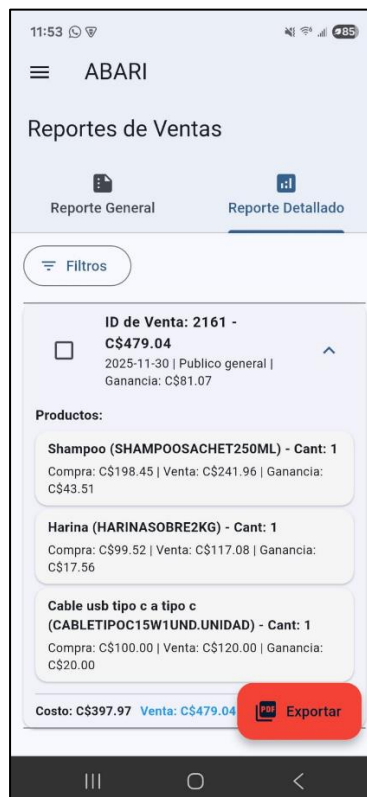 11:53
85
ABARI
Reportes de Ventas
Reporte General
Reporte Detallado
Filtros
ID de Venta: 2161 -
C$479.04
2025-11-30 | Publico general |
Ganancia: C$81.07
Productos:
Shampoo (SHAMPOOSACHET250ML) - Cant: 1
Compra: C$198.45 | Venta: C$241.96 | Ganancia:
C$43.51
Harina (HARINASOBRE2KG) - Cant: 1
Compra: C$99.52 | Venta: C$117.08 | Ganancia:
C$17.56
Cable usb tipo c a tipo c
(CABLETIPOC15W1UND.UNIDAD) - Cant: 1
Compra: C$100.00 | Venta: C$120.00 | Ganancia:
C$20.00
Costo: C$397.97 Venta: C$479.04
PDF Exportar